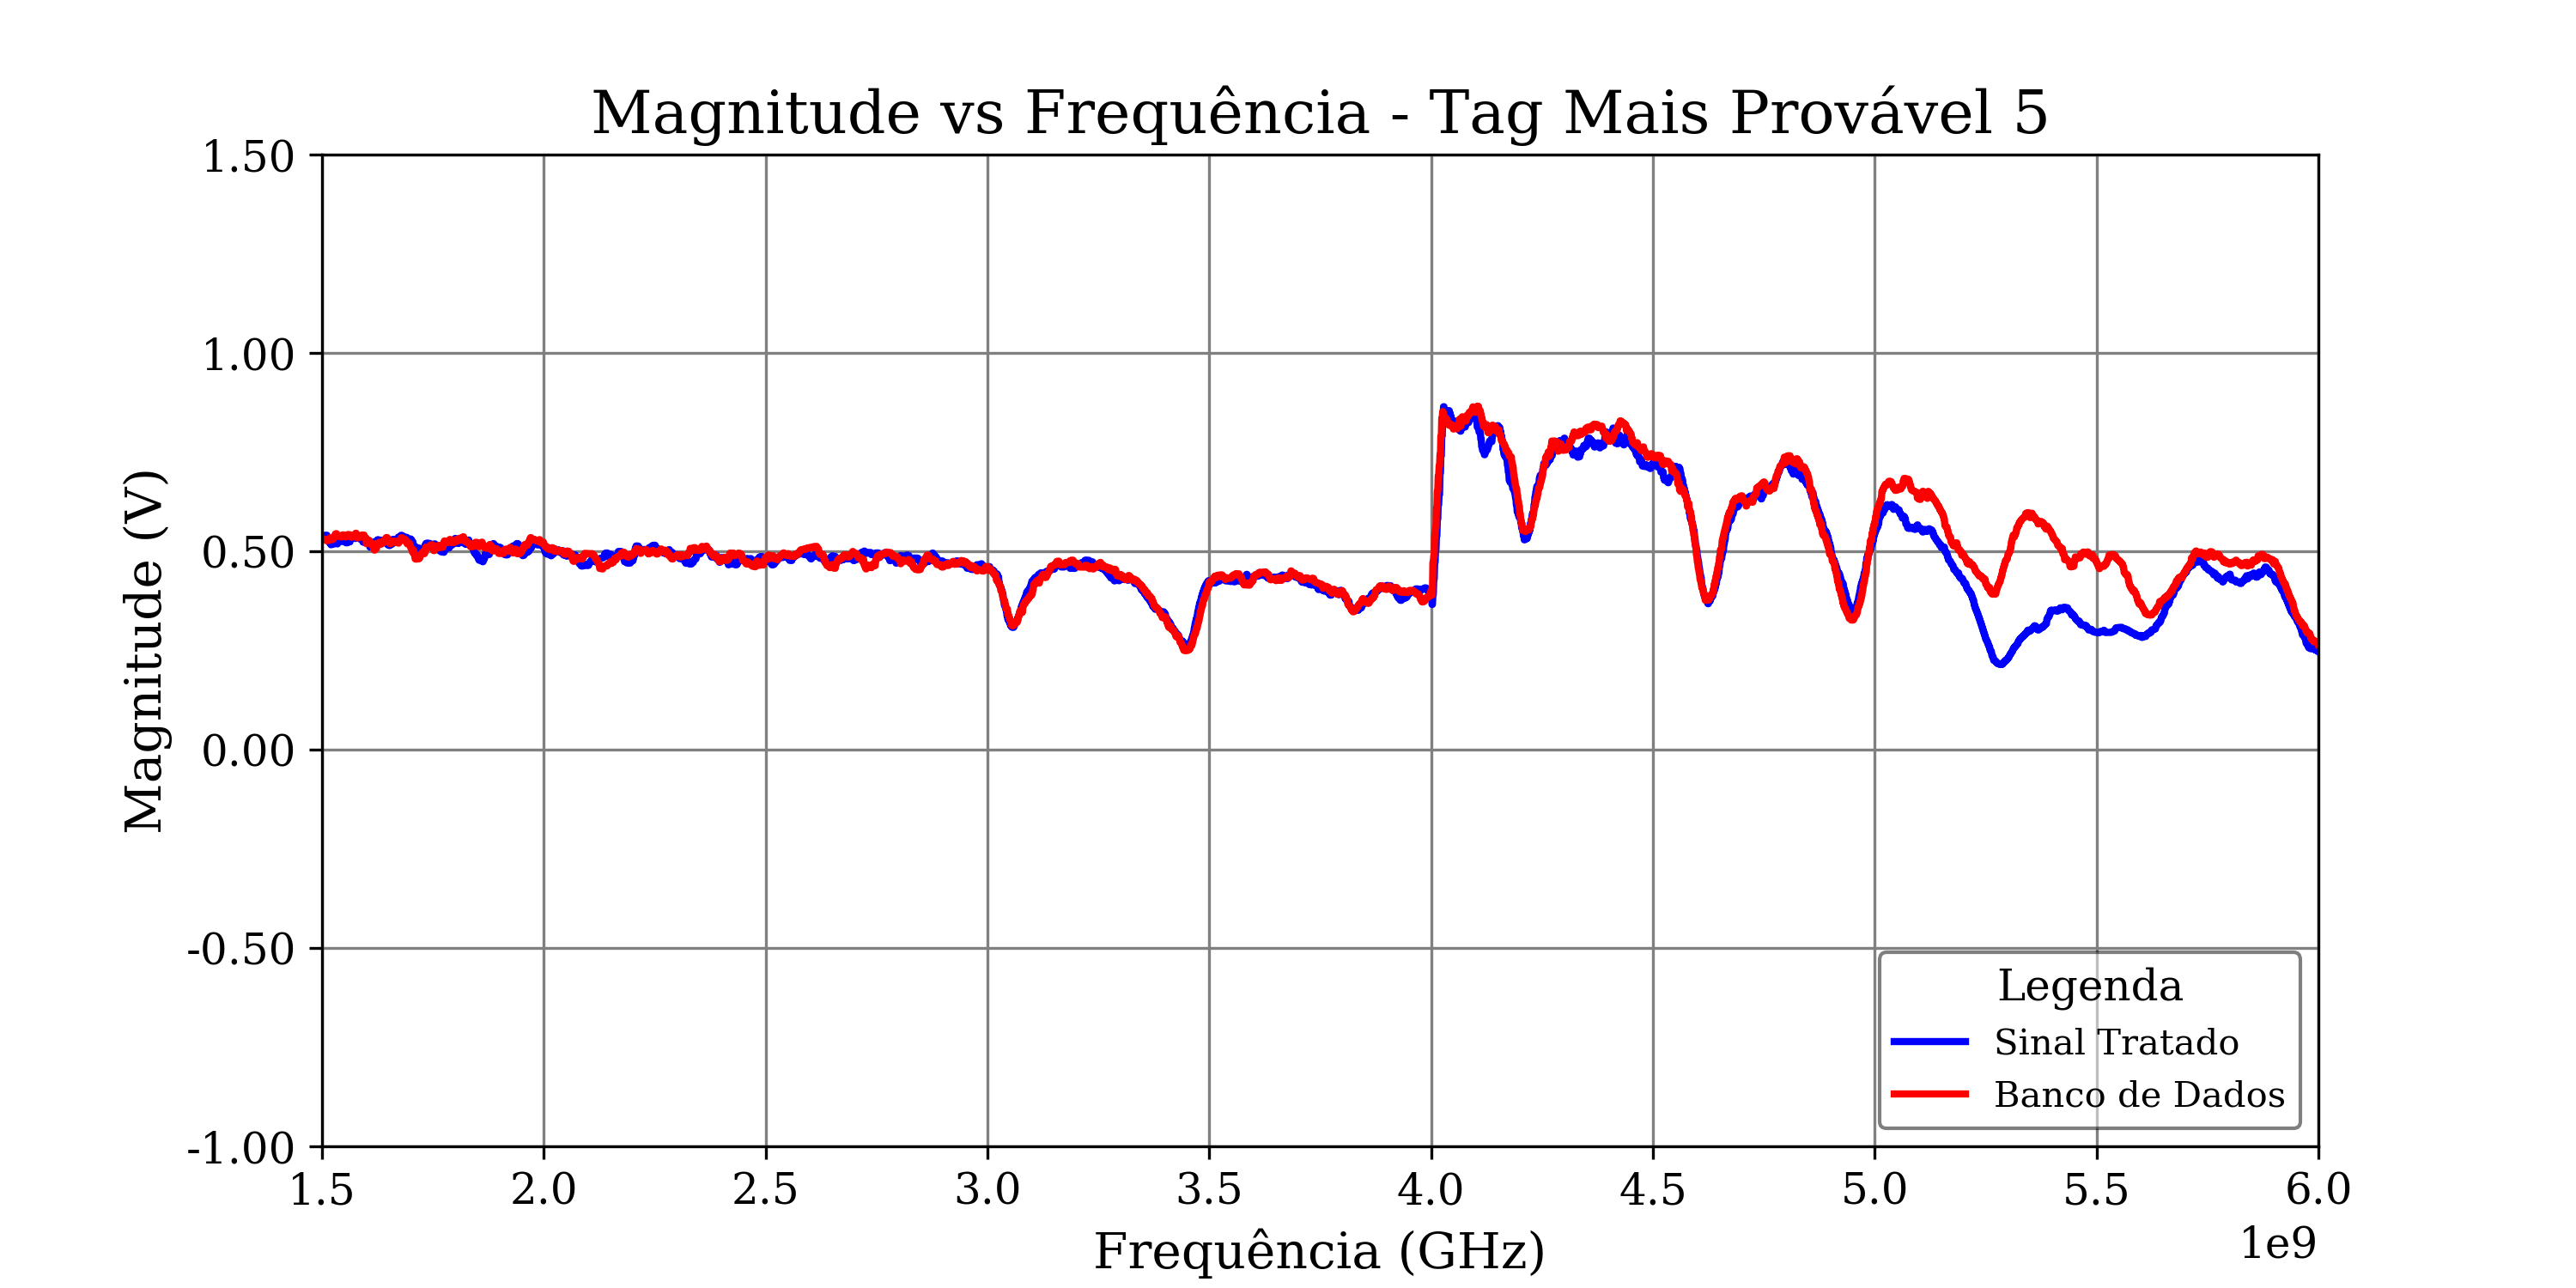 Magnitude vs Frequência - Tag Mais Provável 5
1.50
1.00
0.50
0.00
-0.50
-1.00
Magnitude (V)
Legenda
Sinal Tratado
Banco de Dados
1.5 2.0 2.5 3.0 3.5 4.0 4.5 5.0 5.5 6.0
1e9
Frequência (GHz)